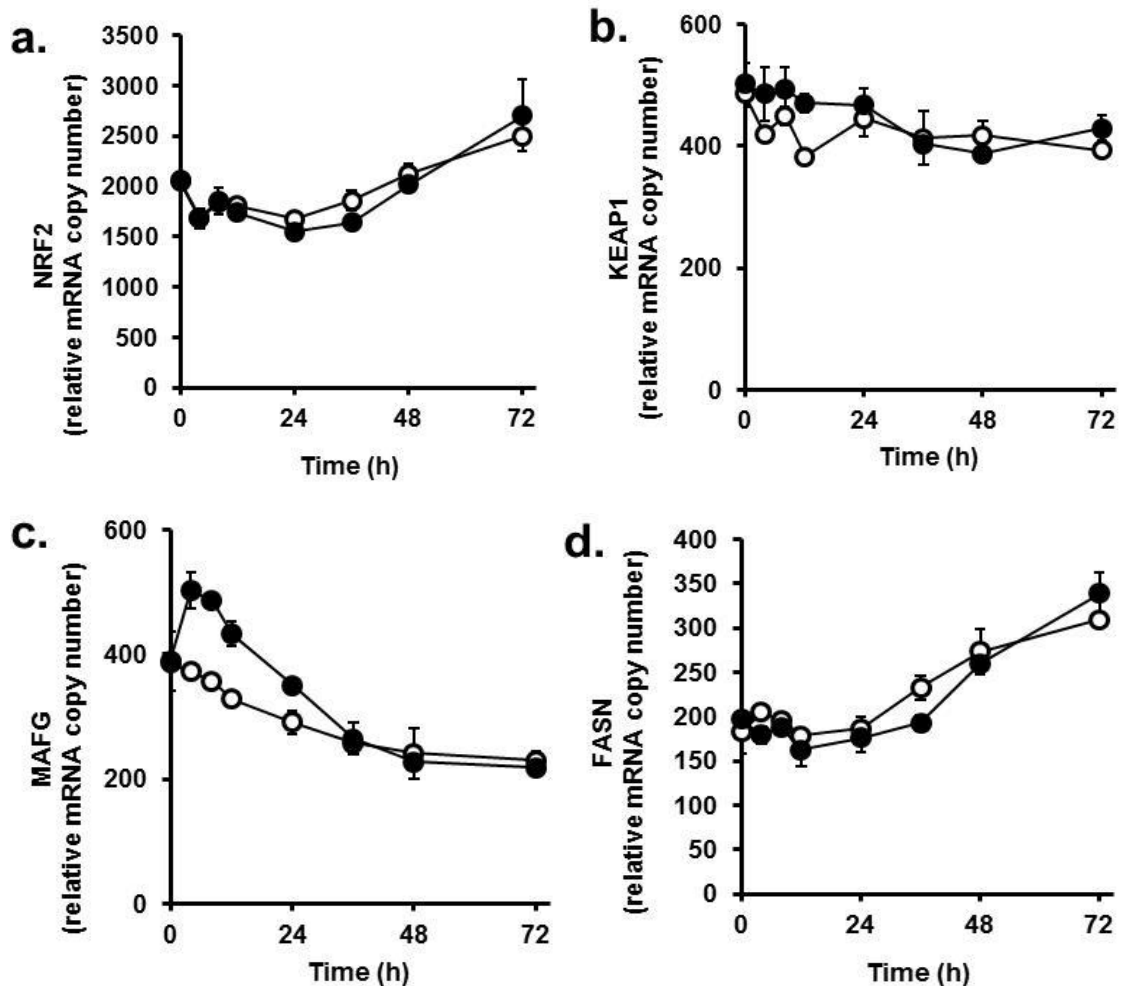 a.
NRF2
(relative mRNA copy number)
3500
3000
2500
2000
1500
1000
500
0
0 24 48 72
Time (h)
b.
KEAP1
(relative mRNA copy number)
600
400
200
0
0 24 48 72
Time (h)
c.
MAFG
(relative mRNA copy number)
600
400
200
0
0 24 48 72
Time (h)
d.
FASN
(relative mRNA copy number)
400
350
300
250
200
150
100
50
0
0 24 48 72
Time (h)